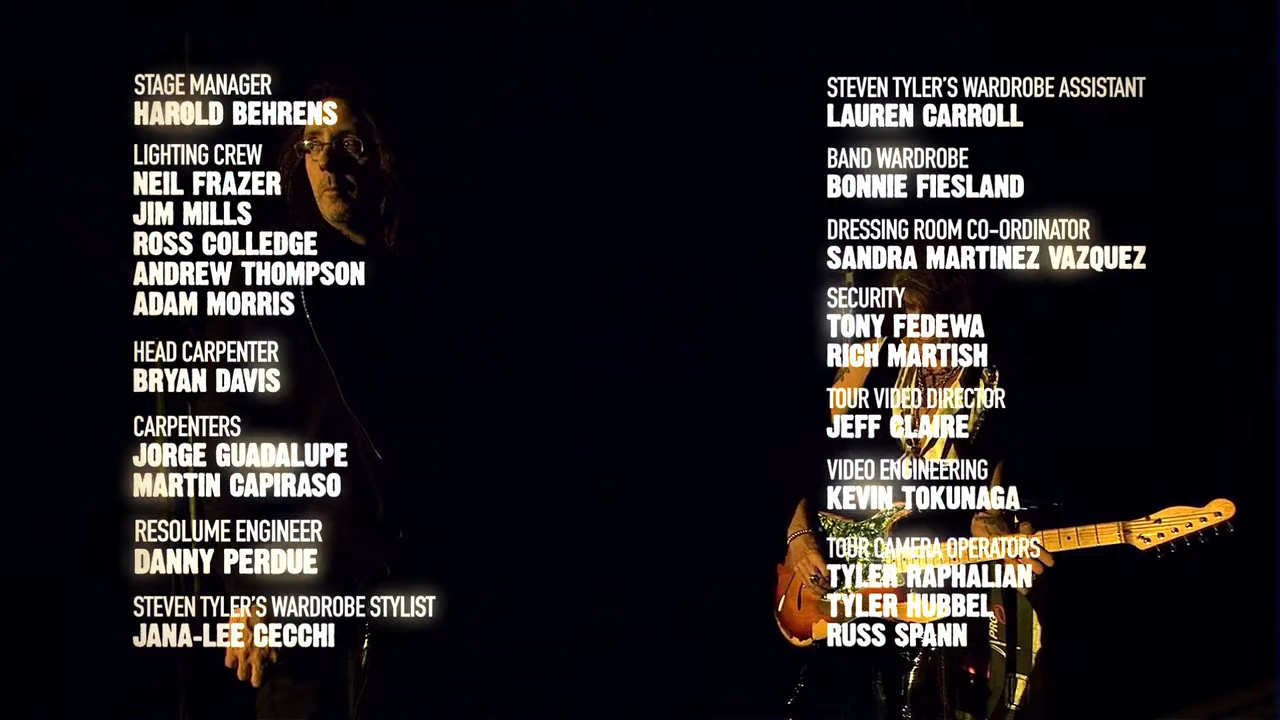 STAGE MANAGER
HAROLD BEHRENS
LIGHTING CREW
NEIL FRAZER
JIM MILLS
ROSS COLLEDGE
ANDREW THOMPSON
ADAM MORRIS
HEAD CARPENTER
BRYAN DAVIS
CARPENTERS
JORGE GUADALUPE
MARTIN CAPIRASO
RESOLUME ENGINEER
DANNY PERDUE
STEVEN TYLER'S WARDROBE STYLIST
JANA-LEE CECCHI
STEVEN TYLER'S WARDROBE ASSISTANT
LAUREN CARROLL
BAND WARDROBE
BONNIE FIESLAND
DRESSING ROOM CO-ORDINATOR
SANDRA MARTINEZ VAZQUEZ
SECURITY
TONY FEDEWA
RICH MARTISH
TOUR VIDEO DIRECTOR
JEFF CLAIRE
VIDEO ENGINEERING
KEVIN TOKUNAGA
TOUR CAMERA OPERATORS
TYLER RAPHALIAN
TYLER HUBBEL
RUSS SPANN